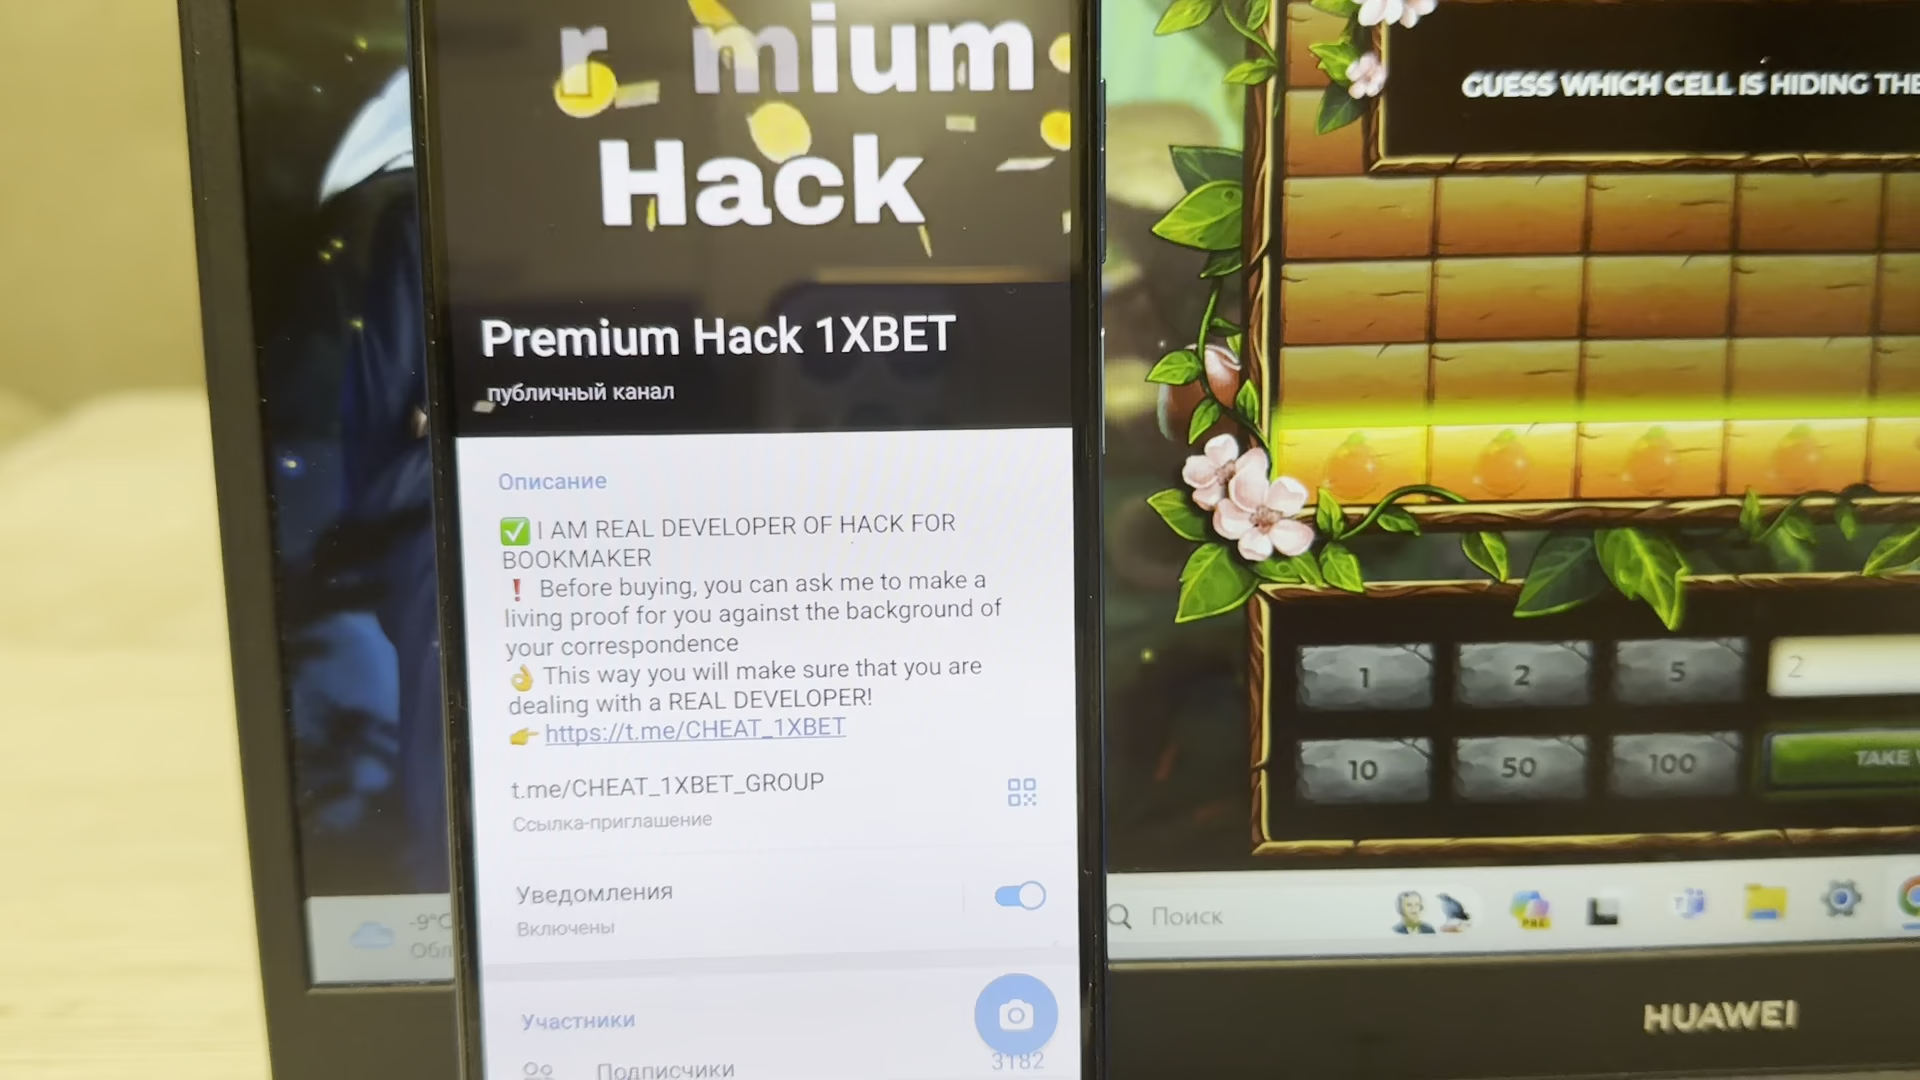 r mium
Hack
Premium Hack 1XBET
публичный канал
Описание
✅ I AM REAL DEVELOPER OF HACK FOR
BOOKMAKER
❗ Before buying, you can ask me to make a
living proof for you against the background of
your correspondence
👌 This way you will make sure that you are
dealing with a REAL DEVELOPER!
👉 https://t.me/CHEAT_1XBET
t.me/CHEAT_1XBET_GROUP
Ссылка-приглашение
Уведомления
Включены
Участники
Подписчики
3182
GUESS WHICH CELL IS HIDING THE
1 2 5 2
10 50 100 TAKE
-9°C
Поиск
HUAWEI